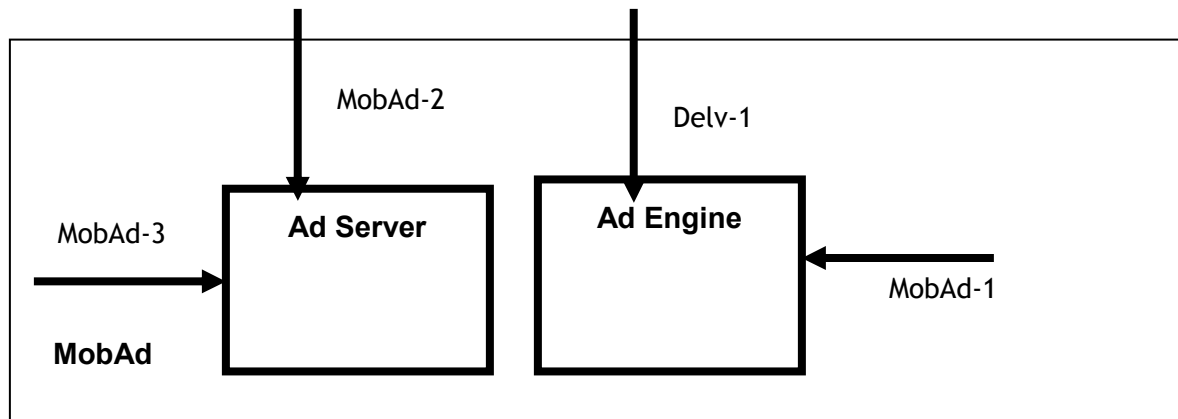 MobAd-2
Delv-1
Ad Server
Ad Engine
MobAd-3
MobAd-1
MobAd